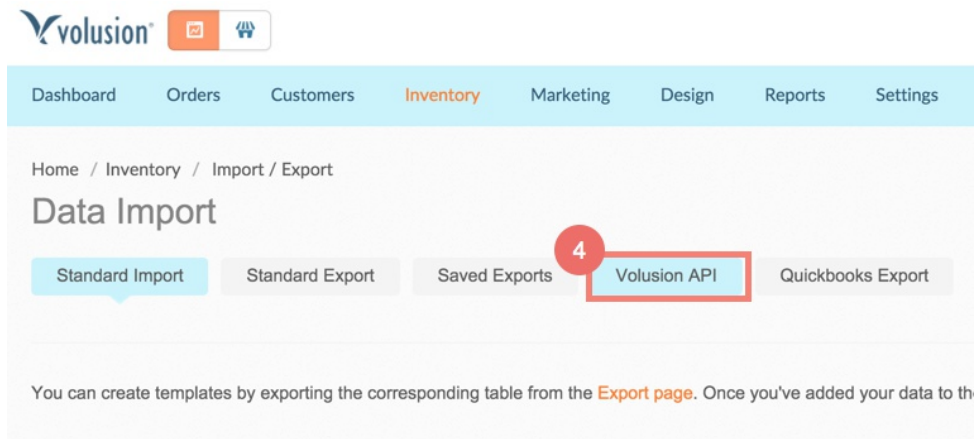 volusion
Dashboard Orders Customers Inventory Marketing Design Reports Settings
Home / Inventory / Import / Export
Data Import
4
Standard Import Standard Export Saved Exports Volusion API Quickbooks Export
You can create templates by exporting the corresponding table from the Export page. Once you've added your data to